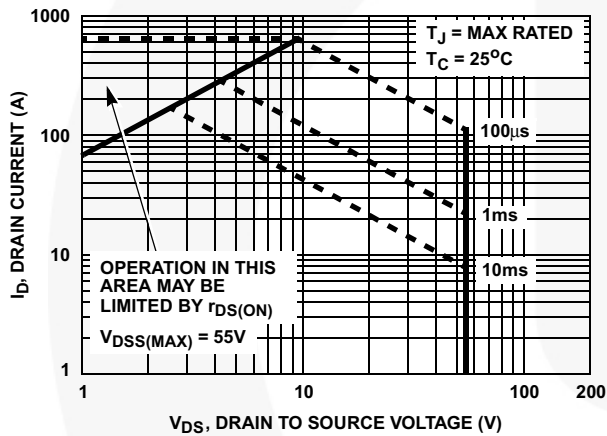 1000
100
10
1
I_D, DRAIN CURRENT (A)
T_J = MAX RATED
T_C = 25°C
100µs
1ms
10ms
OPERATION IN THIS
AREA MAY BE
LIMITED BY r_DS(ON)
V_DSS(MAX) = 55V
1 10 100 200
V_DS, DRAIN TO SOURCE VOLTAGE (V)